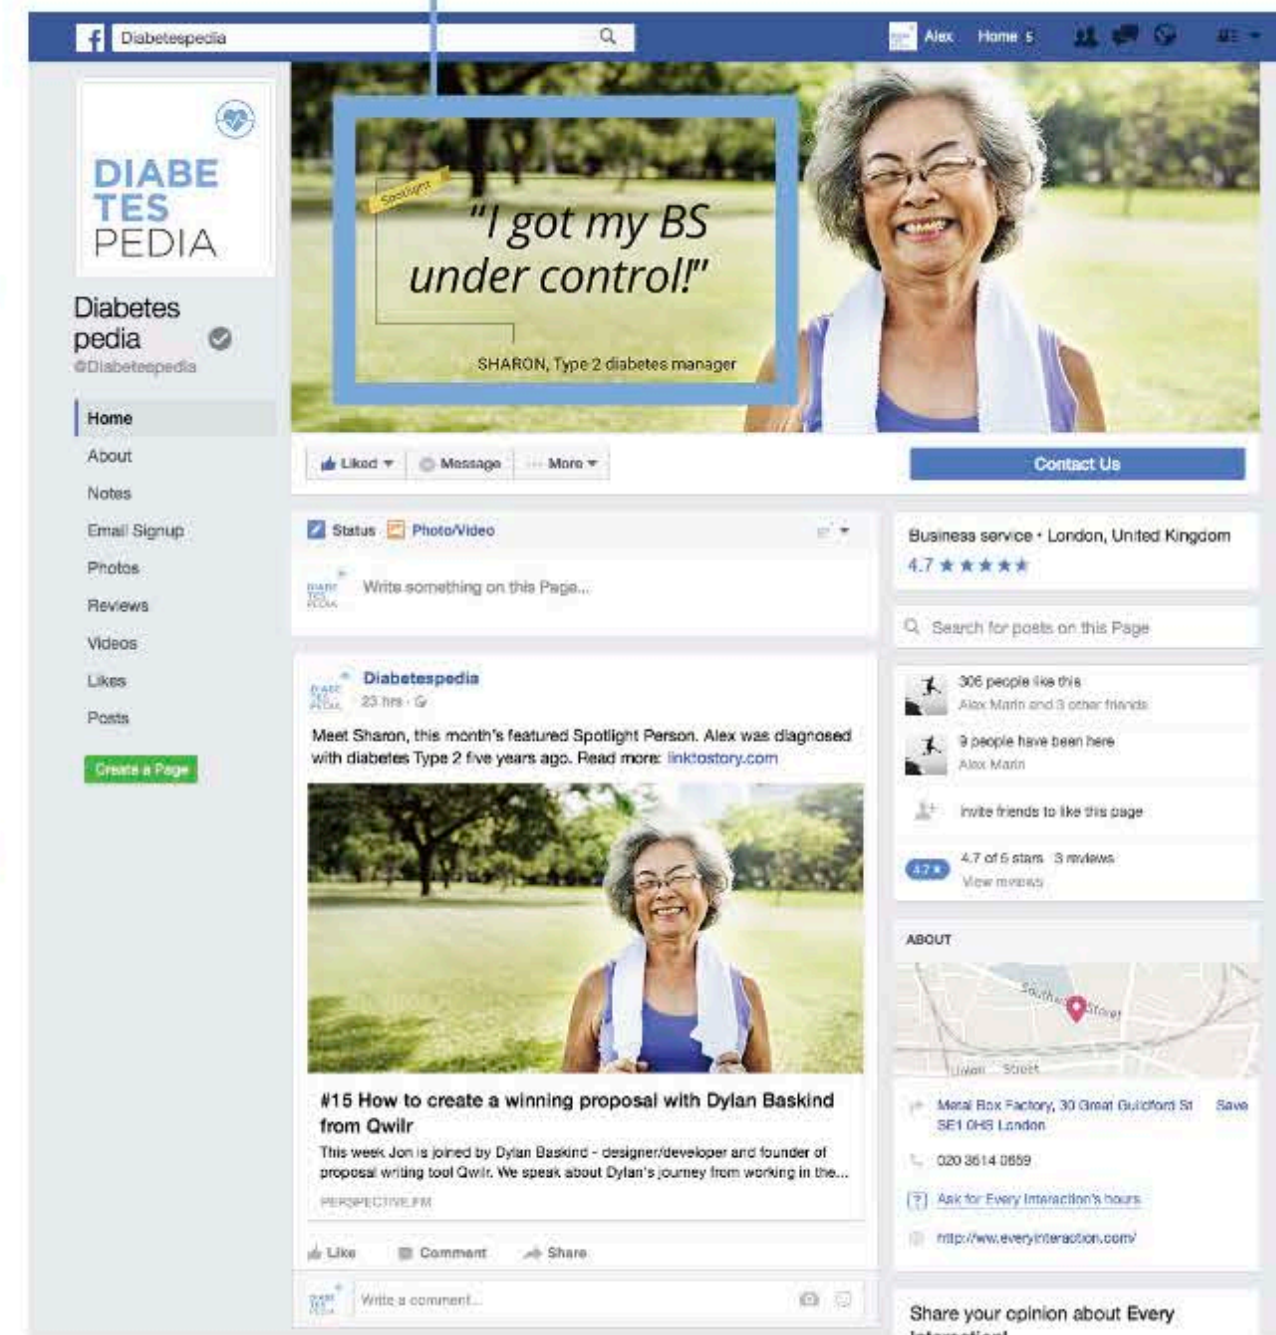 Diabetespedia
Alex Home 5
DIABE
TES
PEDIA
Diabetes
pedia
@Diabetespedia
Home
About
Notes
Email Signup
Photos
Reviews
Videos
Likes
Posts
Create a Page
Spotlight
"I got my BS
under control!"
SHARON, Type 2 diabetes manager
Liked
Message
More
Contact Us
Status
Photo/Video
Write something on this Page...
Diabetespedia
23 hrs
Meet Sharon, this month's featured Spotlight Person. Alex was diagnosed
with diabetes Type 2 five years ago. Read more: linktostory.com
#15 How to create a winning proposal with Dylan Baskind
from Qwilr
This week Jon is joined by Dylan Baskind - designer/developer and founder of
proposal writing tool Qwilr. We speak about Dylan's journey from working in the...
PERSPECTIVE.FM
Like
Comment
Share
Write a comment...
Business service • London, United Kingdom
4.7
Search for posts on this Page
306 people like this
Alex Marin and 3 other friends
9 people have been here
Alex Marin
Invite friends to like this page
4.7
4.7 of 5 stars 3 reviews
View reviews
ABOUT
Union Street
Metal Box Factory, 30 Great Guildford St Save
SE1 0HS London
020 3614 0659
Ask for Every Interaction's hours
http://ww.everyinteraction.com/
Share your opinion about Every